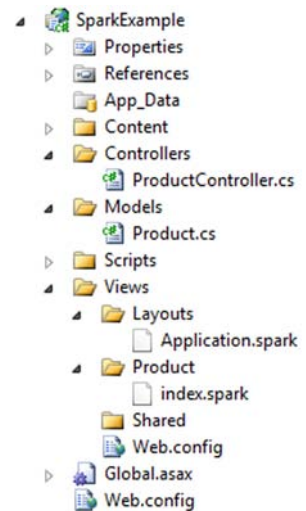 SparkExample
Properties
References
App_Data
Content
Controllers
ProductController.cs
Models
Product.cs
Scripts
Views
Layouts
Application.spark
Product
index.spark
Shared
Web.config
Global.asax
Web.config